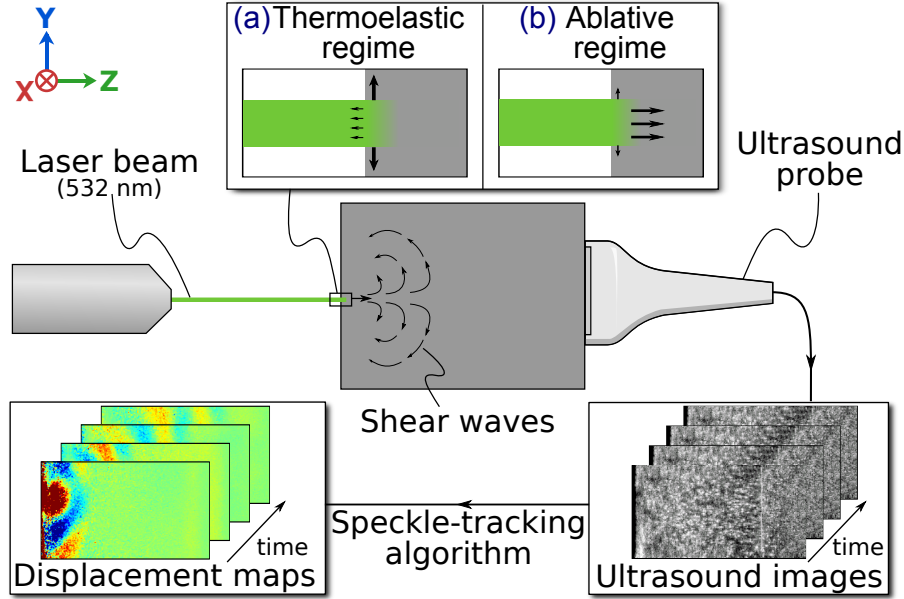 (a) Thermoelastic
regime
(b) Ablative
regime
Y
X
Z
Laser beam
(532 nm)
Ultrasound
probe
Shear waves
Speckle-tracking
algorithm
time
Displacement maps
time
Ultrasound images